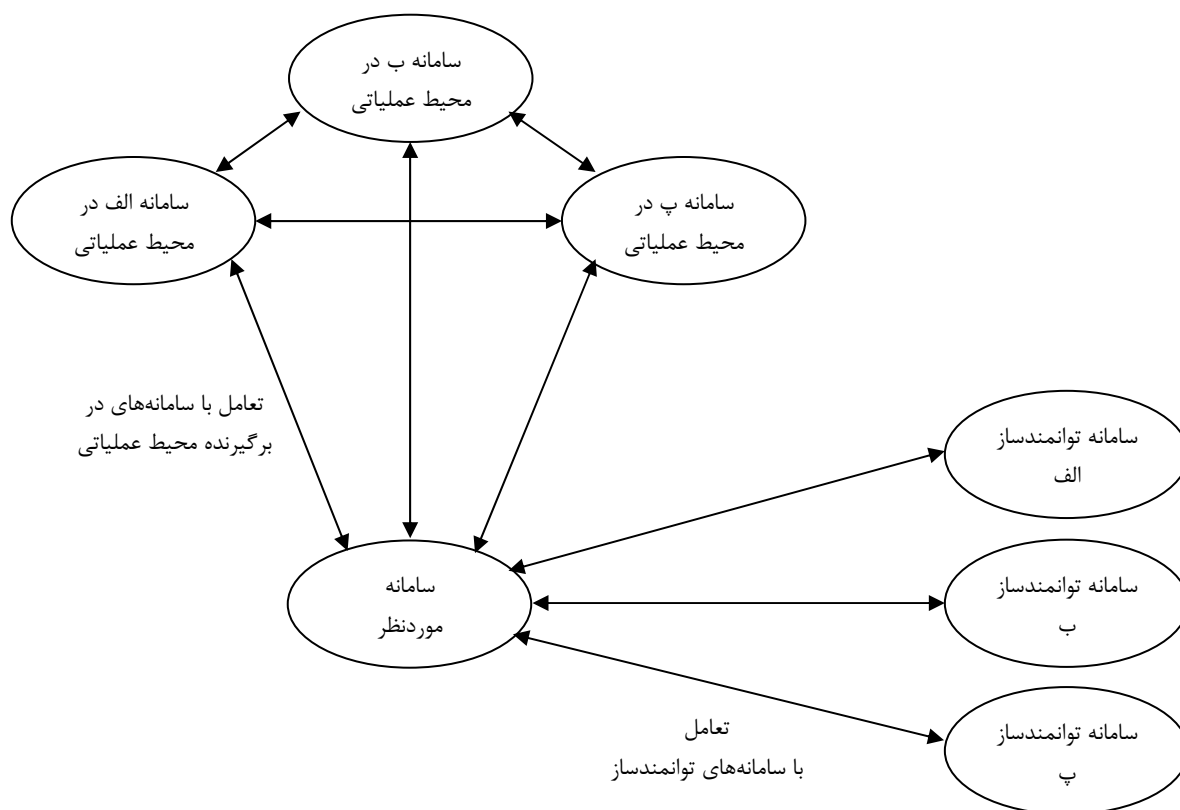 سامانه ب در
محیط عملیاتی
سامانه الف در
محیط عملیاتی
سامانه پ در
محیط عملیاتی
تعامل با سامانه‌های در
برگیرنده محیط عملیاتی
سامانه توانمندساز
الف
سامانه
موردنظر
سامانه توانمندساز
ب
سامانه توانمندساز
پ
تعامل
با سامانه‌های توانمندساز